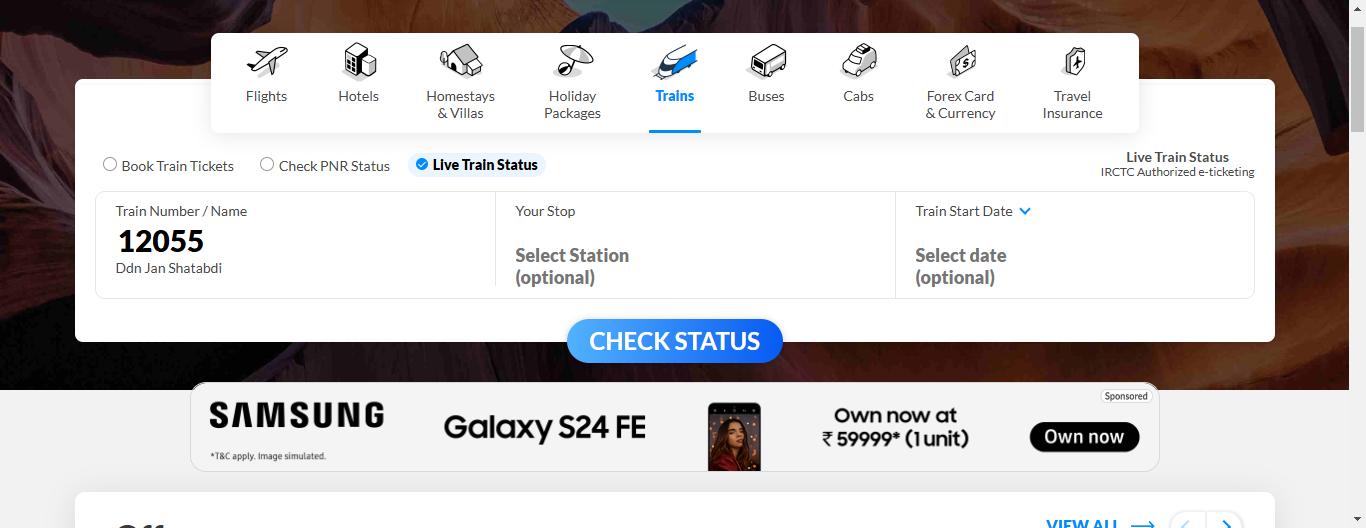 Flights
Hotels
Homestays
& Villas
Holiday
Packages
Trains
Buses
Cabs
Forex Card
& Currency
Travel
Insurance
Book Train Tickets
Check PNR Status
Live Train Status
Live Train Status
IRCTC Authorized e-ticketing
Train Number / Name
12055
Ddn Jan Shatabdi
Your Stop
Select Station
(optional)
Train Start Date
Select date
(optional)
CHECK STATUS
SAMSUNG
*T&C apply. Image simulated.
Galaxy S24 FE
Own now at
₹ 59999* (1 unit)
Sponsored
Own now
VIEW ALL